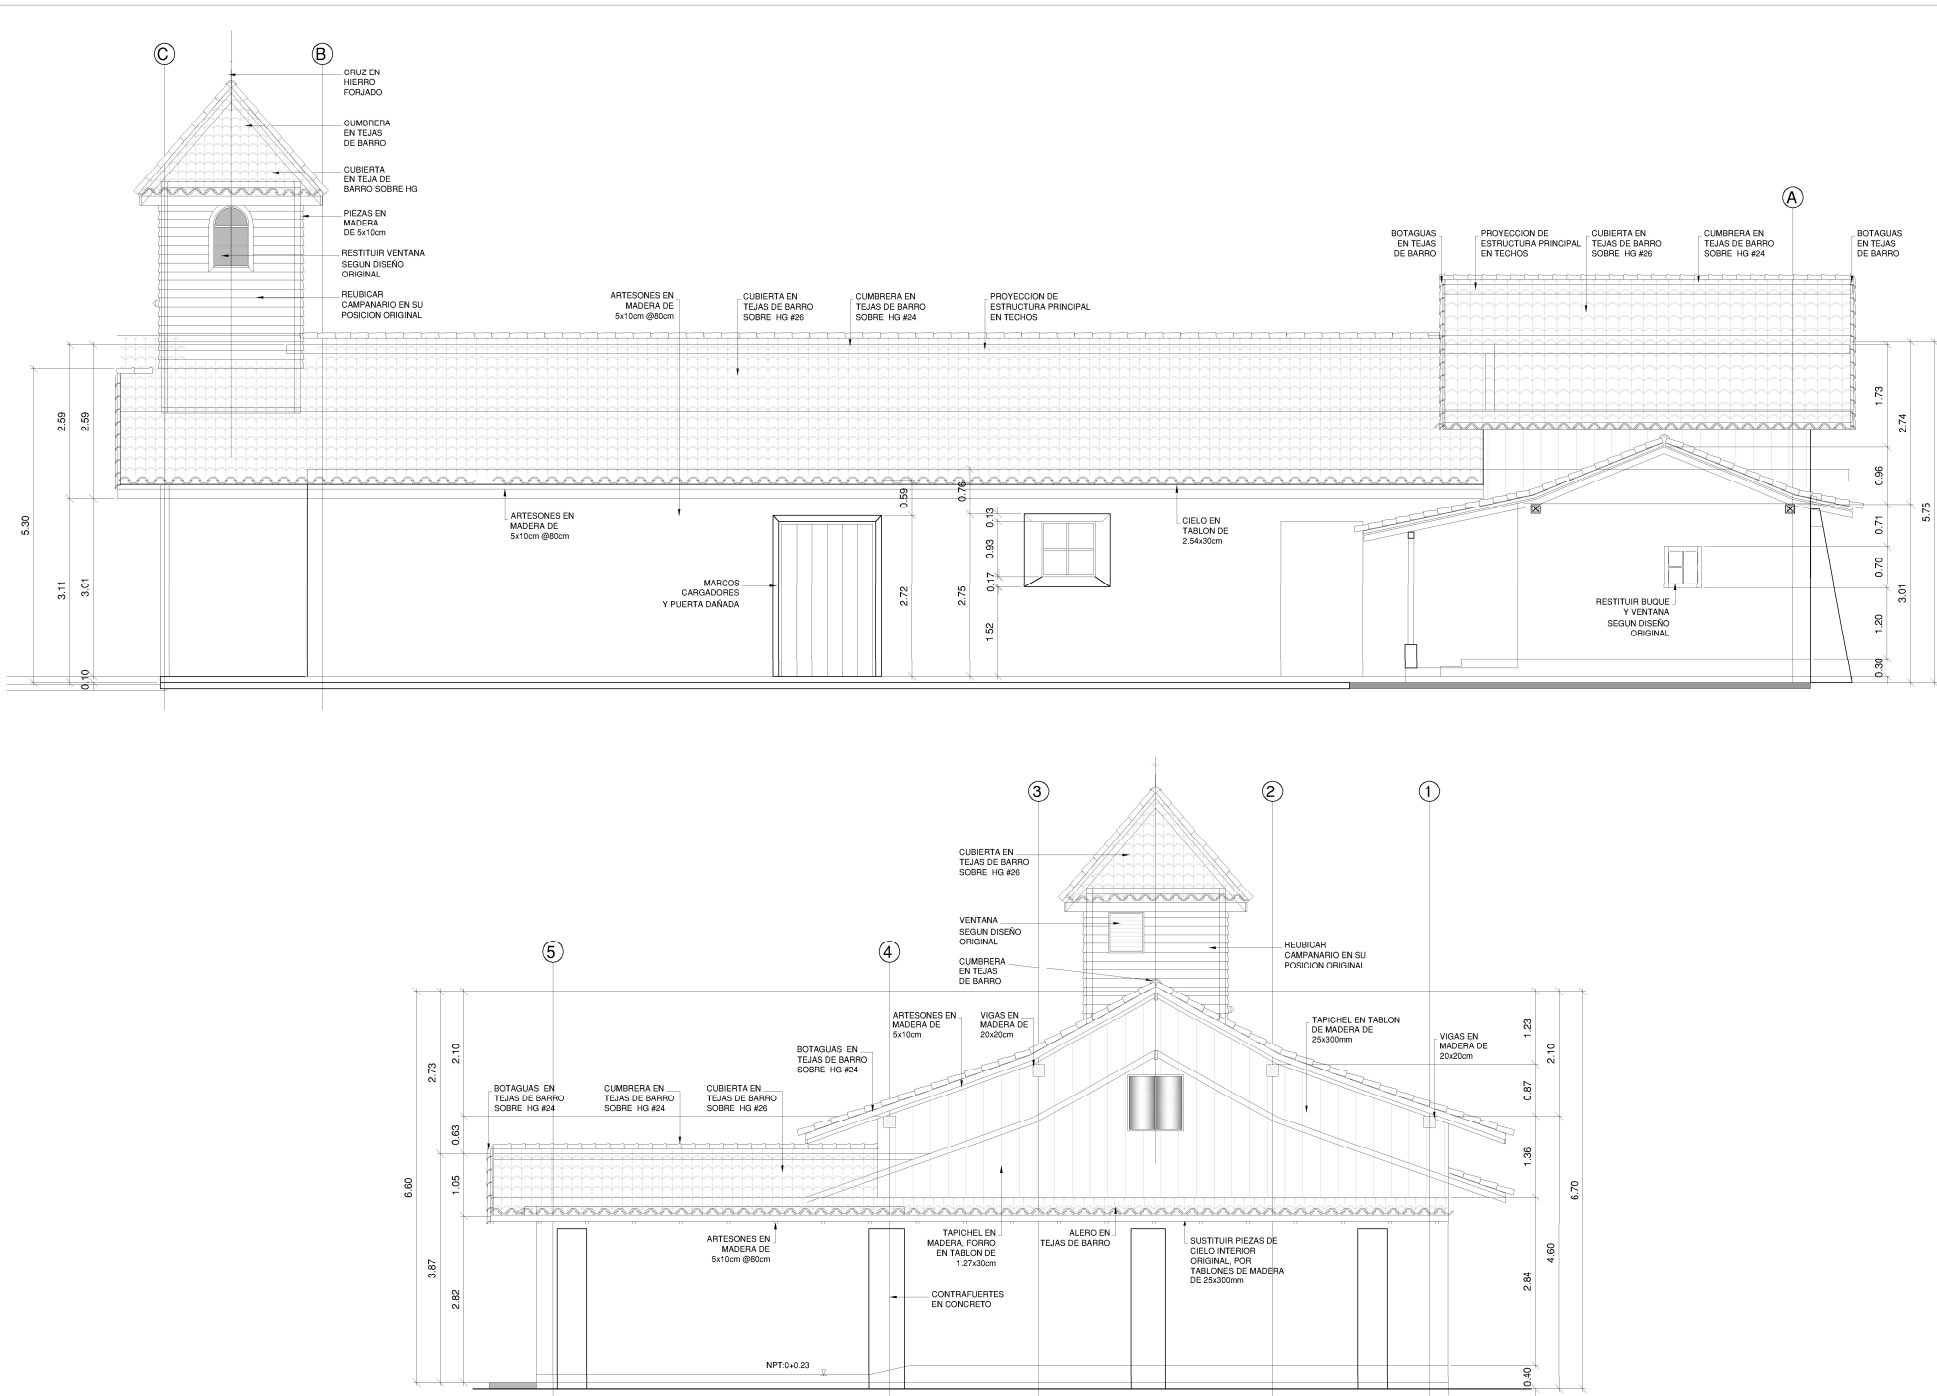 C
B
CRUZ EN
HIERRO
FORJADO
CUMBRERA
EN TEJAS
DE BARRO
CUBIERTA
EN TEJA DE
BARRO SOBRE HG
PIEZAS EN
MADERA
DE 5x10cm
RESTITUIR VENTANA
SEGUN DISEÑO
ORIGINAL
REUBICAR
CAMPANARIO EN SU
POSICION ORIGINAL
ARTESONES EN
MADERA DE
5x10cm @80cm
CUBIERTA EN
TEJAS DE BARRO
SOBRE HG #26
CUMBRERA EN
TEJAS DE BARRO
SOBRE HG #24
PROYECCION DE
ESTRUCTURA PRINCIPAL
EN TECHOS
A
BOTAGUAS
EN TEJAS
DE BARRO
PROYECCION DE
ESTRUCTURA PRINCIPAL
EN TECHOS
CUBIERTA EN
TEJAS DE BARRO
SOBRE HG #26
CUMBRERA EN
TEJAS DE BARRO
SOBRE HG #24
BOTAGUAS
EN TEJAS
DE BARRO
5.30
2.59
3.11
2.59
3.01
0.10
ARTESONES EN
MADERA DE
5x10cm @80cm
MARCOS
CARGADORES
Y PUERTA DAÑADA
0.59
2.72
0.76
2.75
0.13
0.93
0.17
1.52
CIELO EN
TABLON DE
2.54x30cm
RESTITUIR BUQUE
Y VENTANA
SEGUN DISEÑO
ORIGINAL
1.73
0.96
0.71
0.70
1.20
0.30
2.74
3.01
5.75
3
2
1
5
4
CUBIERTA EN
TEJAS DE BARRO
SOBRE HG #26
VENTANA
SEGUN DISEÑO
ORIGINAL
CUMBRERA
EN TEJAS
DE BARRO
REUBICAR
CAMPANARIO EN SU
POSICION ORIGINAL
ARTESONES EN
MADERA DE
5x10cm
VIGAS EN
MADERA DE
20x20cm
TAPICHEL EN TABLON
DE MADERA DE
25x300mm
VIGAS EN
MADERA DE
20x20cm
BOTAGUAS EN
TEJAS DE BARRO
SOBRE HG #24
BOTAGUAS EN
TEJAS DE BARRO
SOBRE HG #24
CUMBRERA EN
TEJAS DE BARRO
SOBRE HG #24
CUBIERTA EN
TEJAS DE BARRO
SOBRE HG #26
6.60
2.73
3.87
2.10
0.63
1.05
2.82
ARTESONES EN
MADERA DE
5x10cm @80cm
TAPICHEL EN
MADERA, FORRO
EN TABLON DE
1.27x30cm
ALERO EN
TEJAS DE BARRO
SUSTITUIR PIEZAS DE
CIELO INTERIOR
ORIGINAL, POR
TABLONES DE MADERA
DE 25x300mm
CONTRAFUERTES
EN CONCRETO
NPT:0+0.23
1.23
0.87
1.36
2.84
0.40
2.10
4.60
6.70